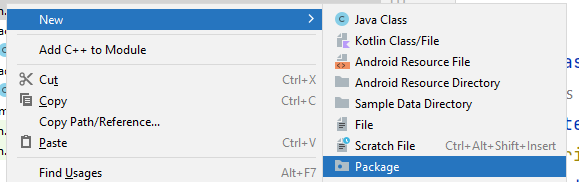 New
Add C++ to Module
Cut Ctrl+X
Copy Ctrl+C
Copy Path/Reference...
Paste Ctrl+V
Find Usages Alt+F7
Java Class
Kotlin Class/File
Android Resource File
Android Resource Directory
Sample Data Directory
File
Scratch File Ctrl+Alt+Shift+Insert
Package